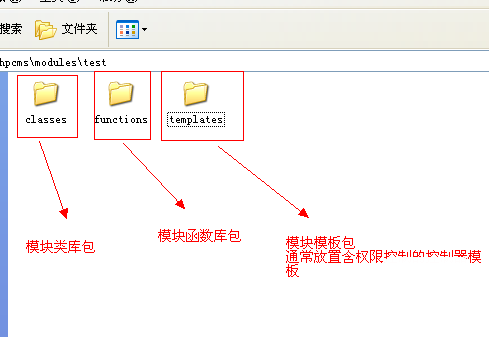 搜索 文件夹
hpcms\modules\test
classes functions templates
模块类库包
模块函数库包
模块模板包
通常放置含权限控制的控制器模
板